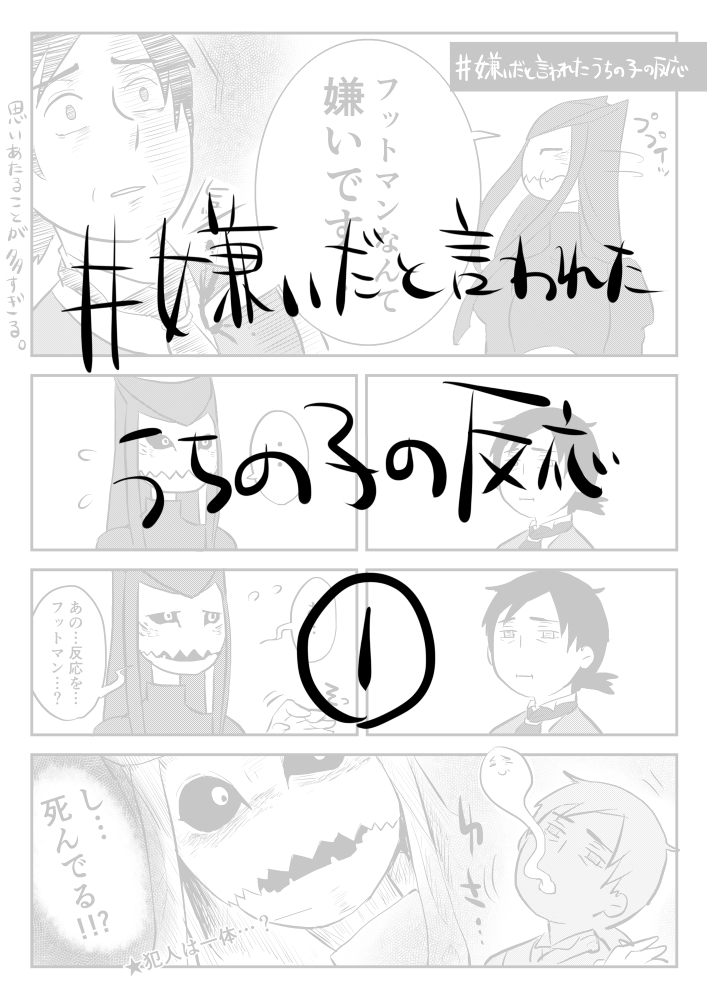 #嫌いだと言われたうちの子の反応
フットマンなんて
嫌いです
プププイッ
思いあたることが多すぎる。
#嫌いだと言われた
うちの子の反応
①
あの…反応を…
フットマン…?
し…
死んでる!!?
ゆさ…
★犯人は一体…?